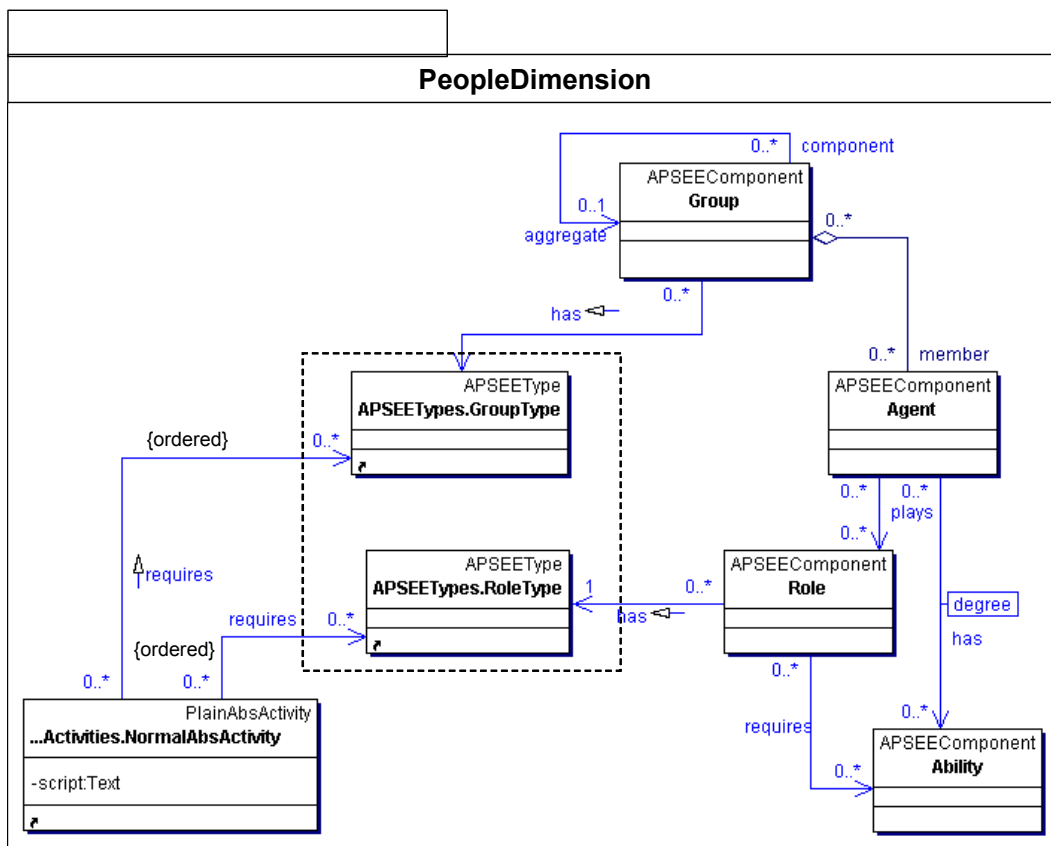 PeopleDimension
0..* component
APSEEComponent
Group
0..1
aggregate
0..*
0..*
has
0..* member
APSEEType
APSEETypes.GroupType
APSEEComponent
Agent
{ordered}
0..*
0..* 0..*
plays
0..*
APSEEType
APSEETypes.RoleType
APSEEComponent
Role
requires
1
0..*
has
degree
requires
0..*
has
{ordered}
0..* 0..*
0..*
PlainAbsActivity
...Activities.NormalAbsActivity
-script:Text
requires
0..*
0..*
APSEEComponent
Ability